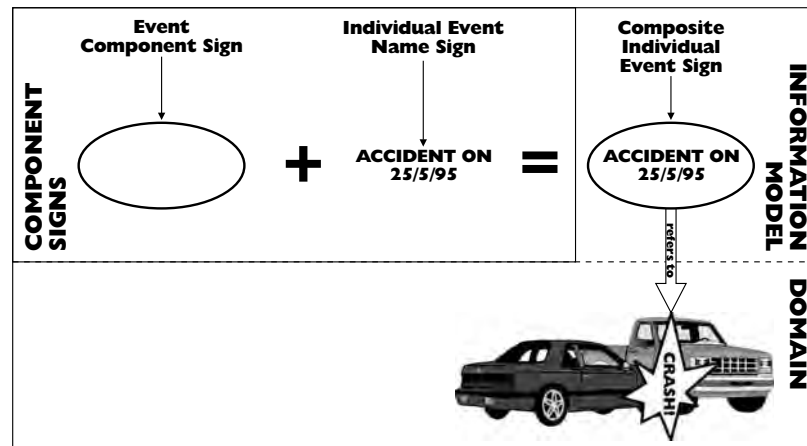 Event
Component Sign
Individual Event
Name Sign
Composite
Individual
Event Sign
COMPONENT
SIGNS
+
ACCIDENT ON
25/5/95
=
ACCIDENT ON
25/5/95
INFORMATION
MODEL
refers to
DOMAIN
CRASH!